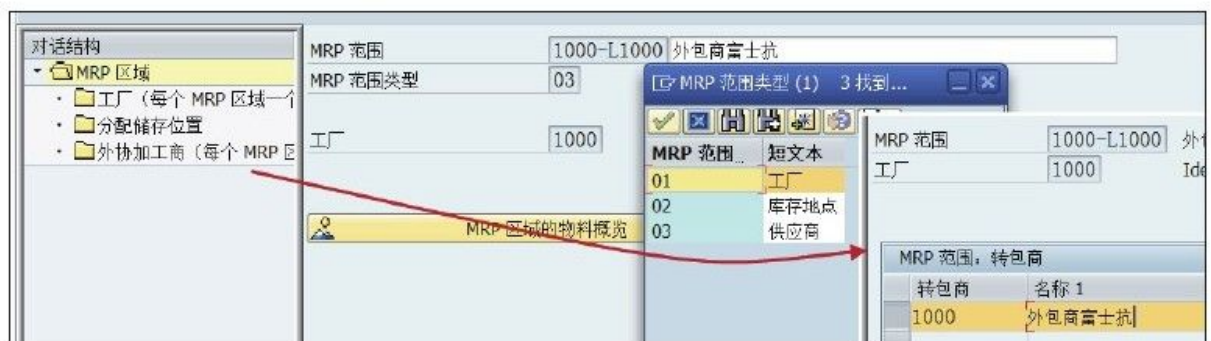 对话结构
MRP 区域
工厂（每个 MRP 区域一个
分配储存位置
外协加工商（每个 MRP
MRP 范围 1000-L1000 外包商富士抗
MRP 范围类型 03
工厂 1000
MRP 区域的物料概览
MRP 范围类型 (1) 3 找到...
MRP 范围.. 短文本
01 工厂
02 库存地点
03 供应商
MRP 范围 1000-L1000
工厂 1000 Ide
MRP 范围: 转包商
转包商 名称 1
1000 外包商富士抗